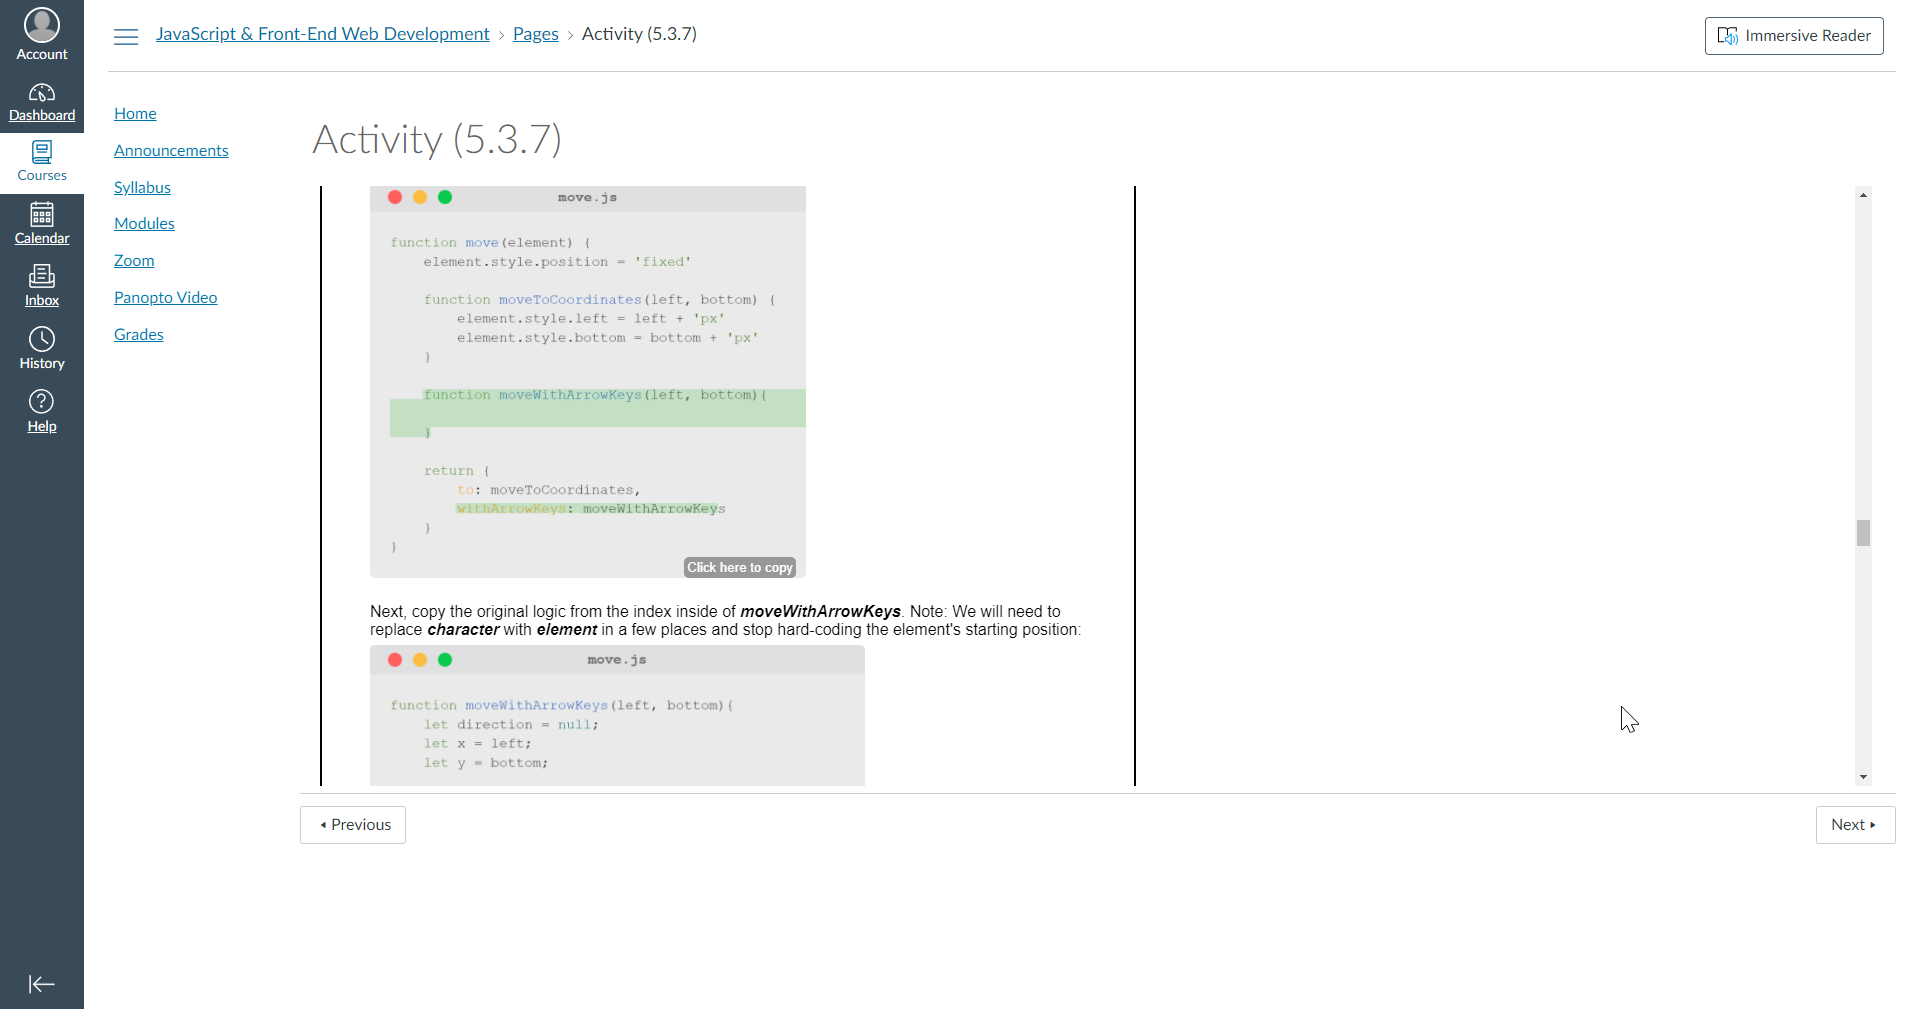 Account
Dashboard
Courses
Calendar
Inbox
History
Help
JavaScript & Front-End Web Development › Pages › Activity (5.3.7)
Immersive Reader
Home
Announcements
Syllabus
Modules
Zoom
Panopto Video
Grades
Activity (5.3.7)
move.js
function move(element) {
    element.style.position = 'fixed'
    function moveToCoordinates(left, bottom) {
        element.style.left = left + 'px'
        element.style.bottom = bottom + 'px'
    }
    function moveWithArrowKeys(left, bottom){
    }
    return {
        to: moveToCoordinates,
        withArrowKeys: moveWithArrowKeys
    }
}
Click here to copy
Next, copy the original logic from the index inside of moveWithArrowKeys. Note: We will need to
replace character with element in a few places and stop hard-coding the element's starting position:
move.js
function moveWithArrowKeys(left, bottom){
    let direction = null;
    let x = left;
    let y = bottom;
Previous
Next